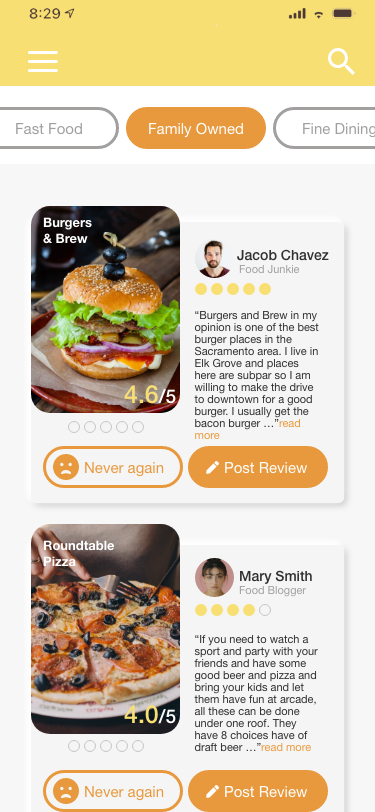 8:29
Fast Food
Family Owned
Fine Dining
Burgers
& Brew
4.6/5
Never again
Jacob Chavez
Food Junkie
“Burgers and Brew in my
opinion is one of the best
burger places in the
Sacramento area. I live in
Elk Grove and places
here are subpar so I am
willing to make the drive
to downtown for a good
burger. I usually get the
bacon burger …”read
more
Post Review
Roundtable
Pizza
4.0/5
Never again
Mary Smith
Food Blogger
“If you need to watch a
sport and party with your
friends and have some
good beer and pizza and
bring your kids and let
them have fun at arcade,
all these can be done
under one roof. They
have 8 choices have of
draft beer …”read more
Post Review